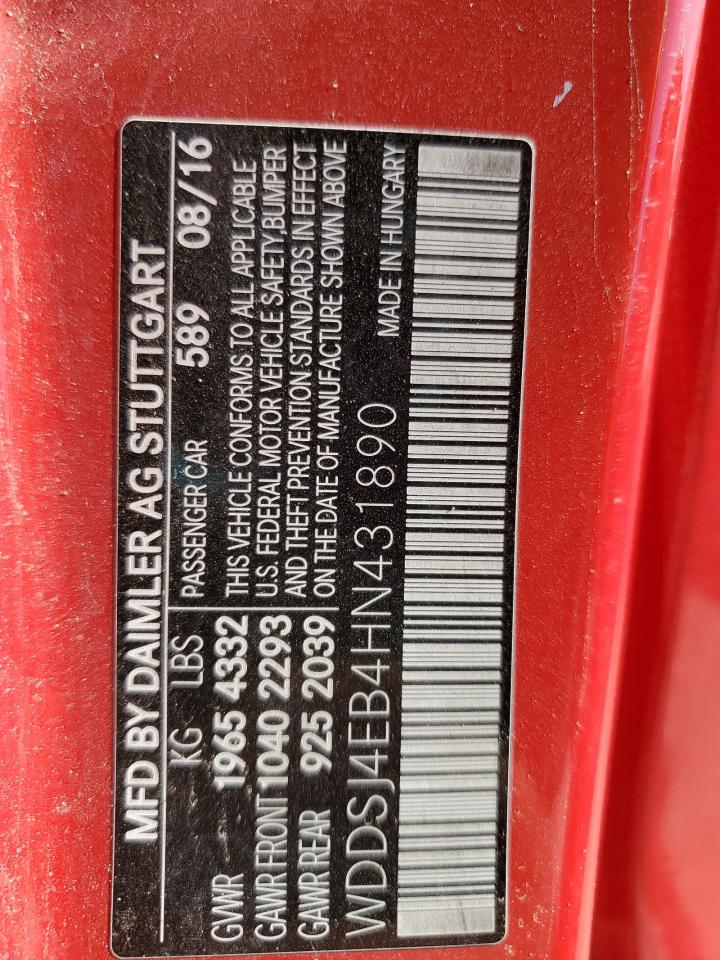 MFD BY DAIMLER AG STUTTGART
KG LBS
GVWR 1965 4332
GAWR FRONT 1040 2293
GAWR REAR 925 2039
PASSENGER CAR 589 08/16
THIS VEHICLE CONFORMS TO ALL APPLICABLE
U.S. FEDERAL MOTOR VEHICLE SAFETY,BUMPER
AND THEFT PREVENTION STANDARDS IN EFFECT
ON THE DATE OF MANUFACTURE SHOWN ABOVE
WDDSJ4EB4HN431890 MADE IN HUNGARY